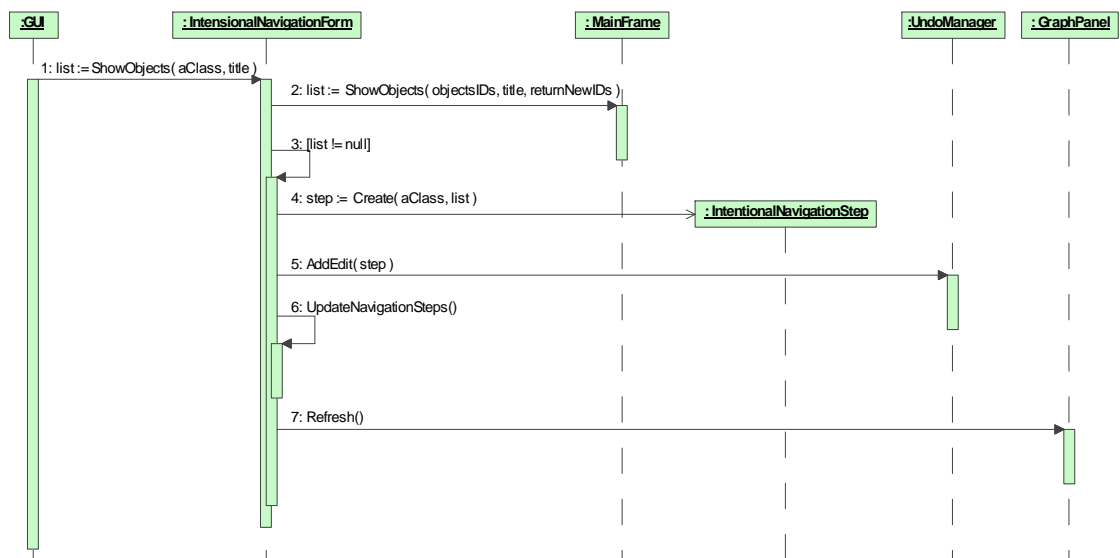 :GUI
: IntensionalNavigationForm
: MainFrame
:UndoManager
: GraphPanel
1: list := ShowObjects( aClass, title )
2: list := ShowObjects( objectsIDs, title, returnNewIDs )
3: [list != null]
4: step := Create( aClass, list )
: IntentionalNavigationStep
5: AddEdit( step )
6: UpdateNavigationSteps()
7: Refresh()